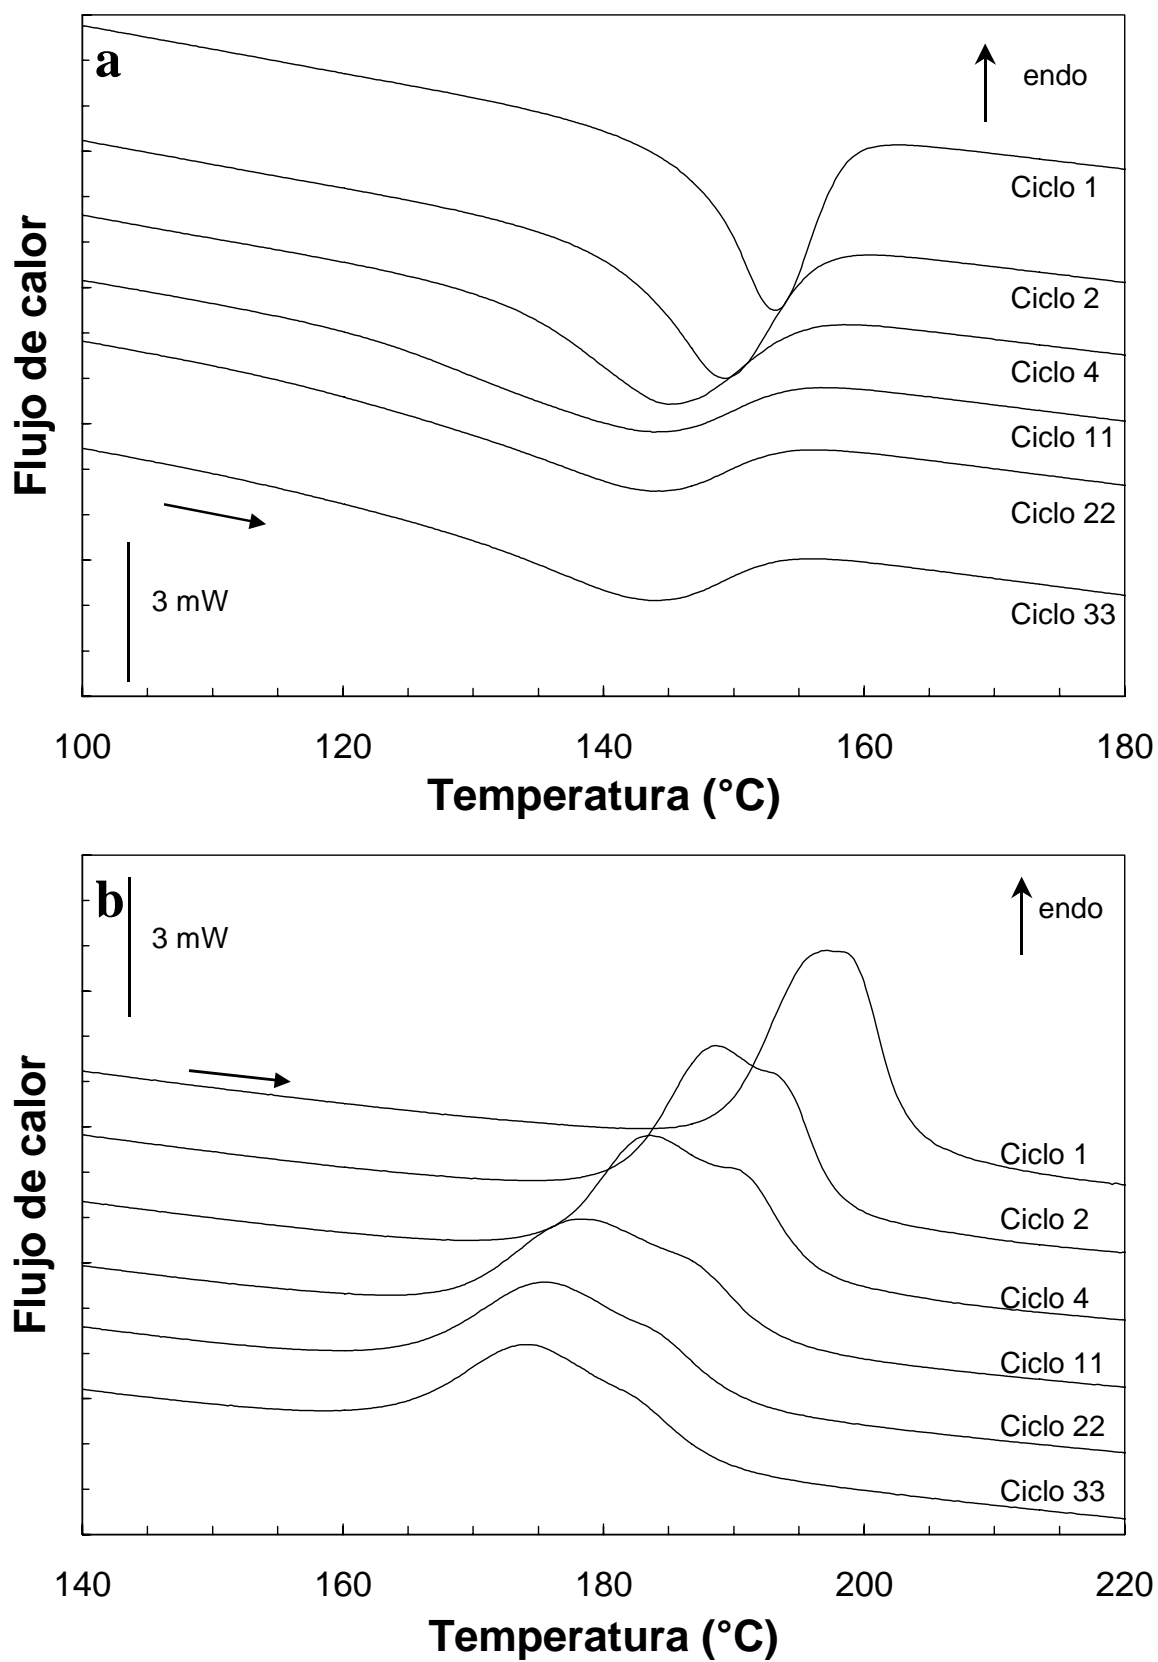 a
endo
Ciclo 1
Ciclo 2
Ciclo 4
Ciclo 11
Ciclo 22
Ciclo 33
3 mW
Flujo de calor
100 120 140 160 180
Temperatura (°C)
b
3 mW
endo
Ciclo 1
Ciclo 2
Ciclo 4
Ciclo 11
Ciclo 22
Ciclo 33
Flujo de calor
140 160 180 200 220
Temperatura (°C)